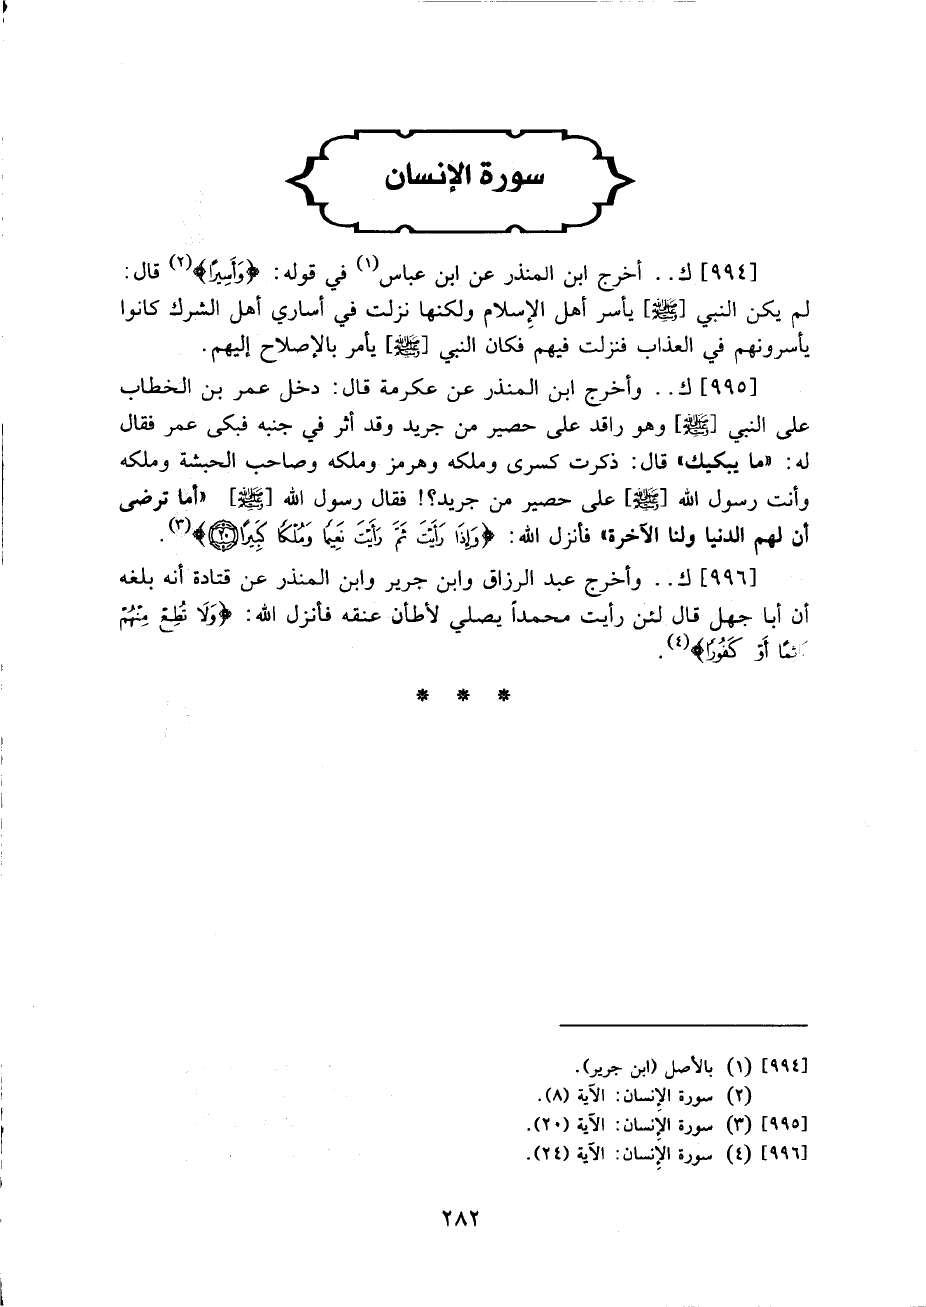 سورة الإنسان
[٩٩٤] ك.. أخرج ابن المنذر عن ابن عباس(١) في قوله: ﴿وَأَسِيرًا﴾(٢) قال:
لم يكن النبي [ﷺ] يأسر أهل الإسلام ولكنها نزلت في أساري أهل الشرك كانوا
يأسرونهم في العذاب فنزلت فيهم فكان النبي [ﷺ] يأمر بالإصلاح إليهم.
[٩٩٥] ك.. وأخرج ابن المنذر عن عكرمة قال: دخل عمر بن الخطاب
على النبي [ﷺ] وهو راقد على حصير من جريد وقد أثر في جنبه فبكى عمر فقال
له: «ما يبكيك» قال: ذكرت كسرى وملكه وهرمز وملكه وصاحب الحبشة وملكه
وأنت رسول الله [ﷺ] على حصير من جريد؟! فقال رسول الله [ﷺ] «أما ترضى
أن لهم الدنيا ولنا الآخرة» فأنزل الله: ﴿وَإِذَا رَأَيْتَ ثَمَّ رَأَيْتَ نَعِيمًا وَمُلْكًا كَبِيرًا ٢٠﴾(٣).
[٩٩٦] ك.. وأخرج عبد الرزاق وابن جرير وابن المنذر عن قتادة أنه بلغه
أن أبا جهل قال لئن رأيت محمداً يصلي لأطأن عنقه فأنزل الله: ﴿وَلَا تُطِعْ مِنْهُمْ
ءَاثِمًا أَوْ كَفُورًا﴾(٤).
* * *
[٩٩٤] (١) بالأصل (ابن جرير).
(٢) سورة الإنسان: الآية (٨).
[٩٩٥] (٣) سورة الإنسان: الآية (٢٠).
[٩٩٦] (٤) سورة الإنسان: الآية (٢٤).
٢٨٢